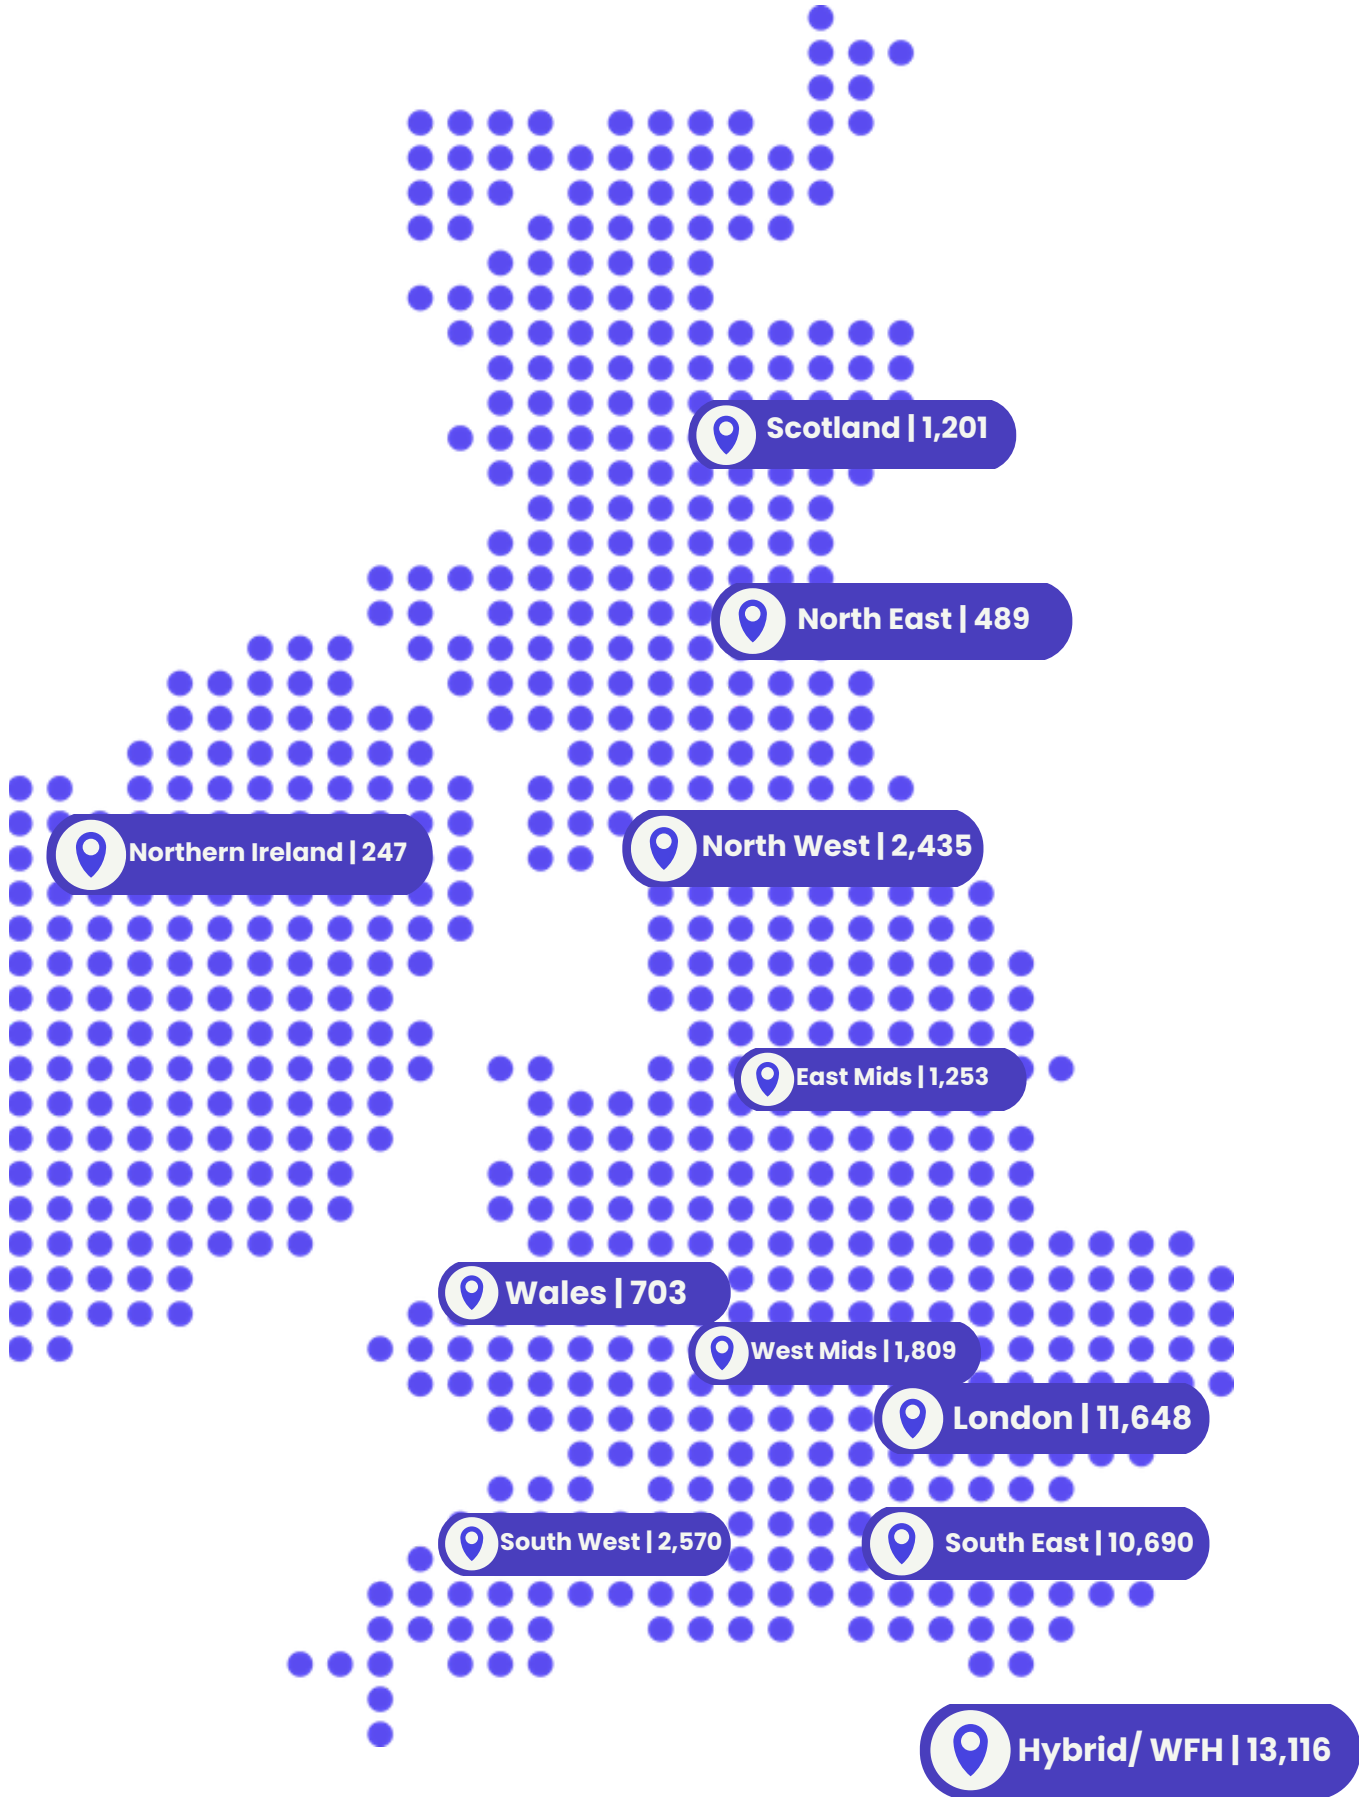 Scotland | 1,201
North East | 489
North West | 2,435
Northern Ireland | 247
East Mids | 1,253
Wales | 703
West Mids | 1,809
London | 11,648
South West | 2,570
South East | 10,690
Hybrid/ WFH | 13,116